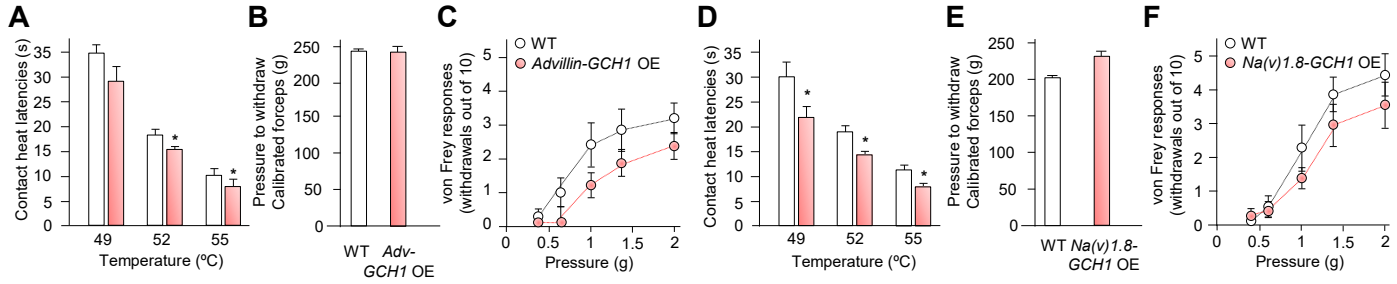 A
Contact heat latencies (s)
35
30
25
20
15
10
5
0
*
*
49
52
55
Temperature (ºC)
B
Pressure to withdraw
Calibrated forceps (g)
250
200
150
100
50
0
WT
Adv-
GCH1 OE
C
von Frey responses
(withdrawals out of 10)
5
4
3
2
1
0
WT
Advillin-GCH1 OE
0
0.5
1
1.5
2
Pressure (g)
D
Contact heat latencies (s)
35
30
25
20
15
10
5
0
*
*
*
49
52
55
Temperature (ºC)
E
Pressure to withdraw
Calibrated forceps (g)
250
200
150
100
50
0
WT
Na(v)1.8-
GCH1 OE
F
von Frey responses
(withdrawals out of 10)
5
4
3
2
1
0
WT
Na(v)1.8-GCH1 OE
0
0.5
1
1.5
2
Pressure (g)